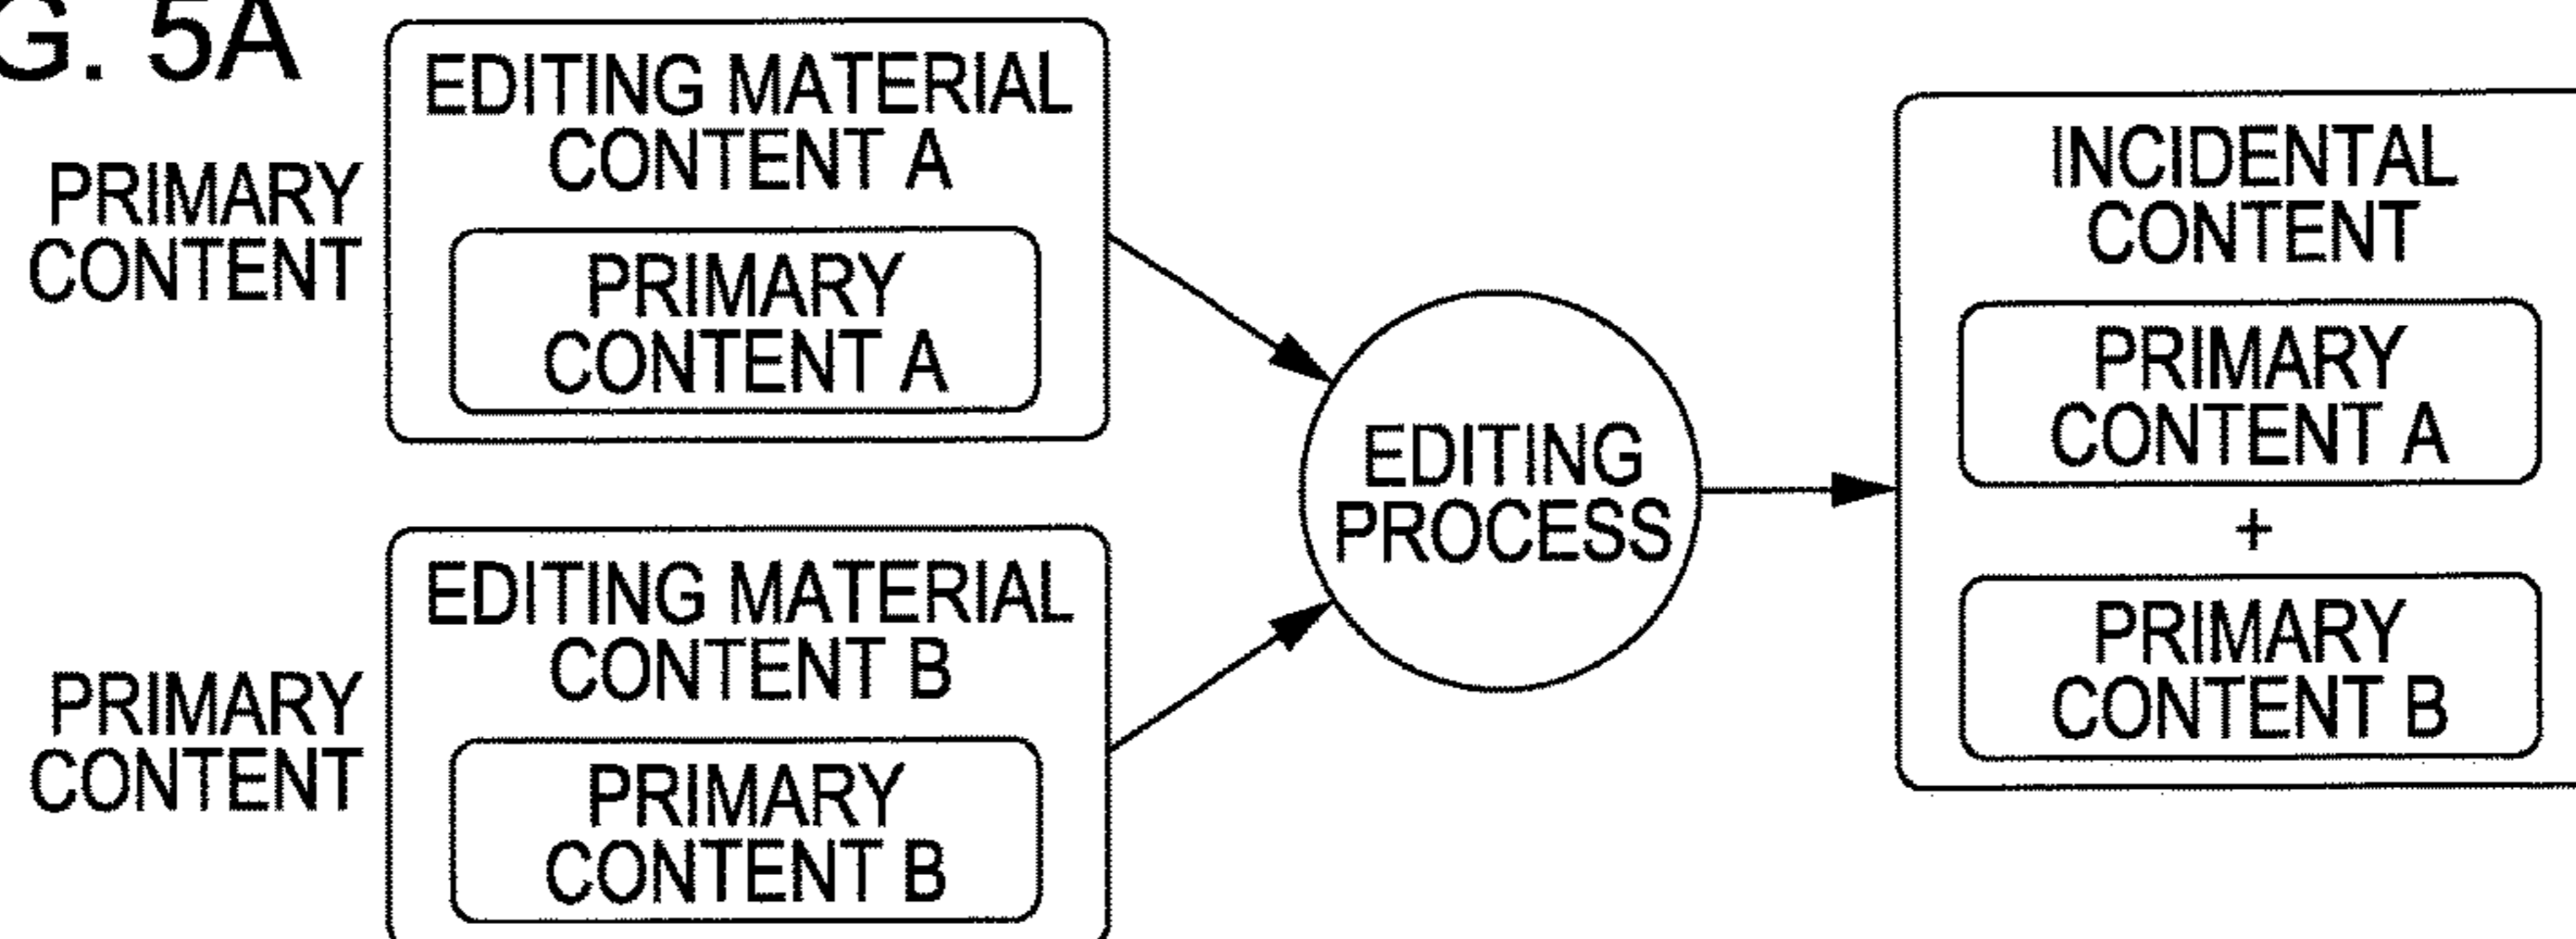 G. 5A
EDITING MATERIAL
CONTENT A
PRIMARY
CONTENT
PRIMARY
CONTENT A
EDITING MATERIAL
CONTENT B
PRIMARY
CONTENT
PRIMARY
CONTENT B
EDITING
PROCESS
INCIDENTAL
CONTENT
PRIMARY
CONTENT A
+
PRIMARY
CONTENT B